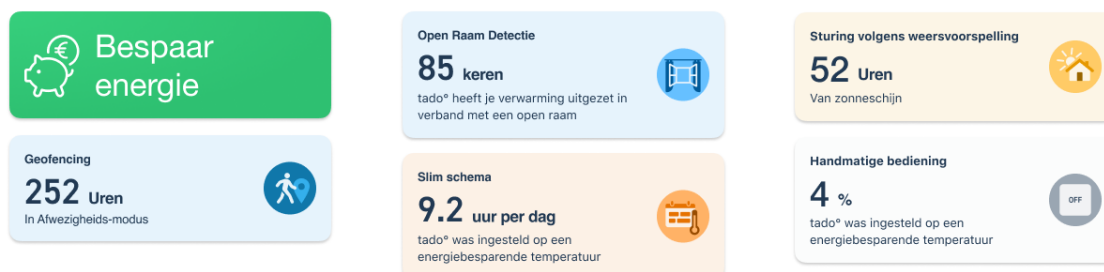 Bespaar
energie
Geofencing
252 Uren
In Afwezigheids-modus
Open Raam Detectie
85 keren
tado° heeft je verwarming uitgezet in
verband met een open raam
Slim schema
9.2 uur per dag
tado° was ingesteld op een
energiebesparende temperatuur
Sturing volgens weersvoorspelling
52 Uren
Van zonneschijn
Handmatige bediening
4 %
OFF
tado° was ingesteld op een
energiebesparende temperatuur